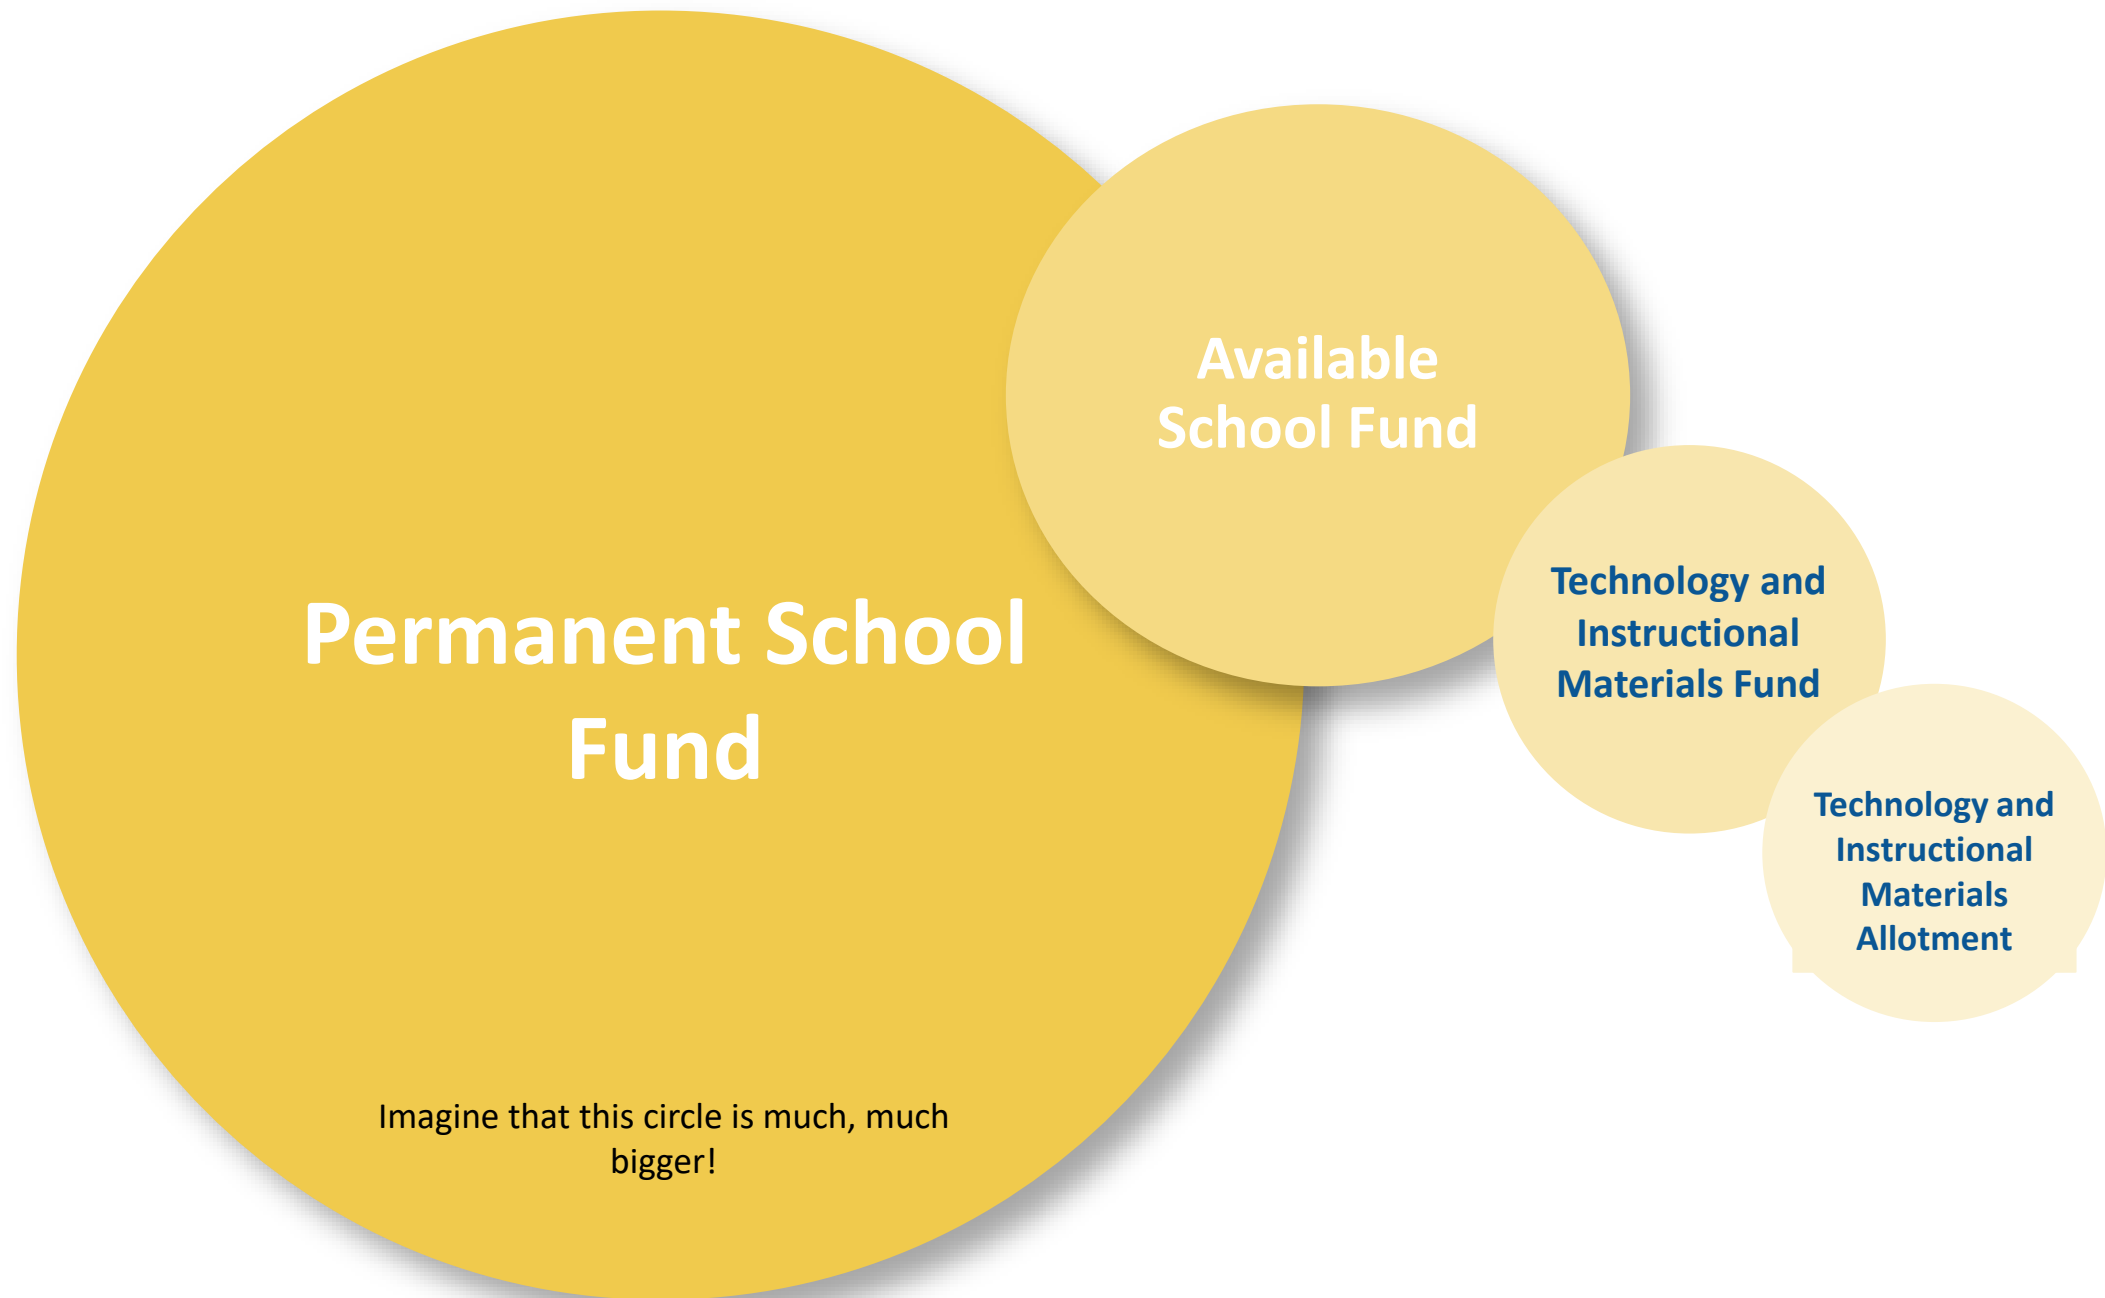 Permanent School
Fund
Imagine that this circle is much, much
bigger!
Available
School Fund
Technology and
Instructional
Materials Fund
Technology and
Instructional
Materials
Allotment